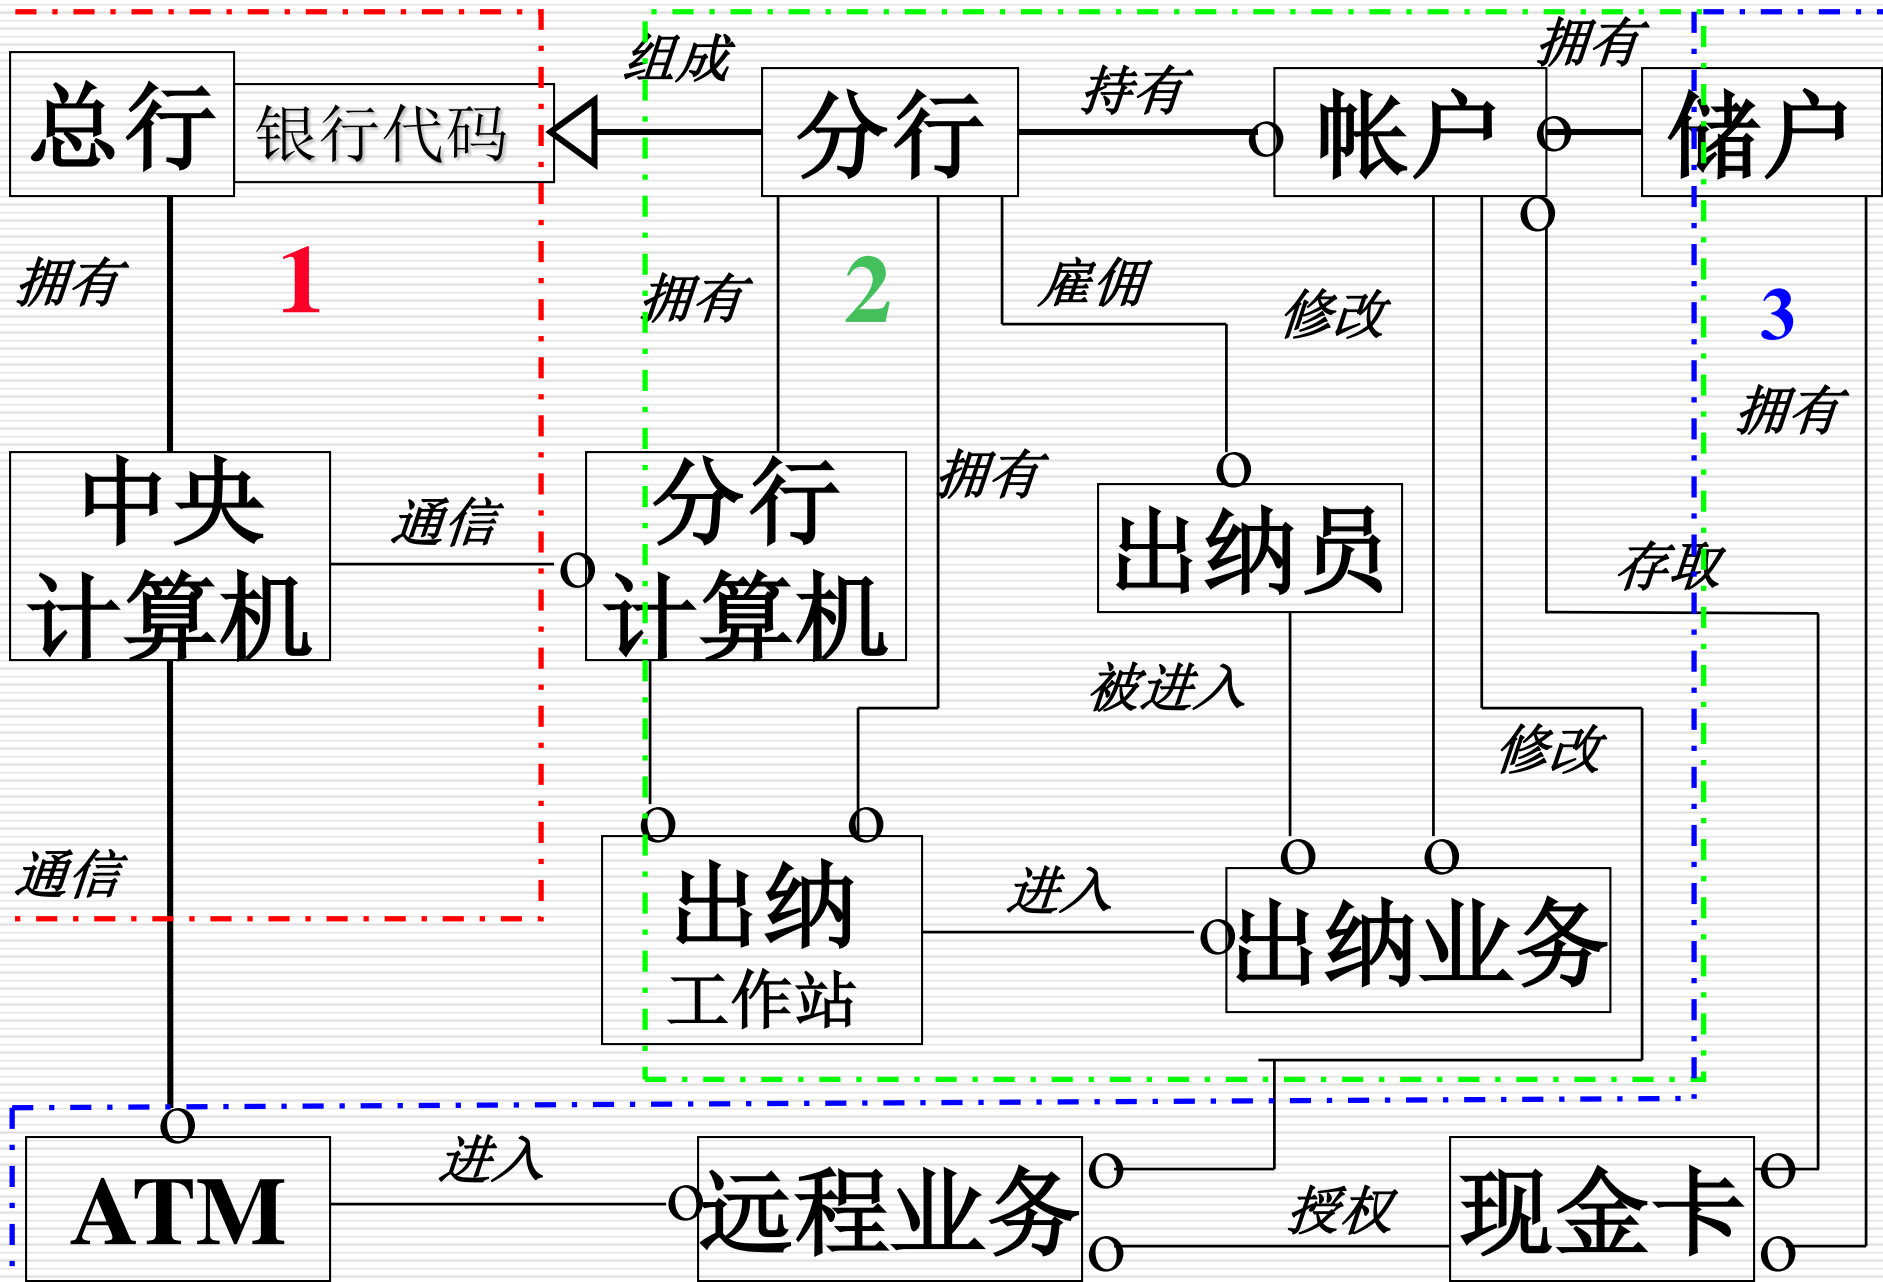 组成
拥有
总行
银行代码
分行
持有
帐户
储户
拥有
1
拥有
2
雇佣
修改
3
拥有
中央
计算机
通信
分行
计算机
拥有
出纳员
存取
被进入
修改
通信
出纳
工作站
进入
出纳业务
ATM
进入
远程业务
授权
现金卡